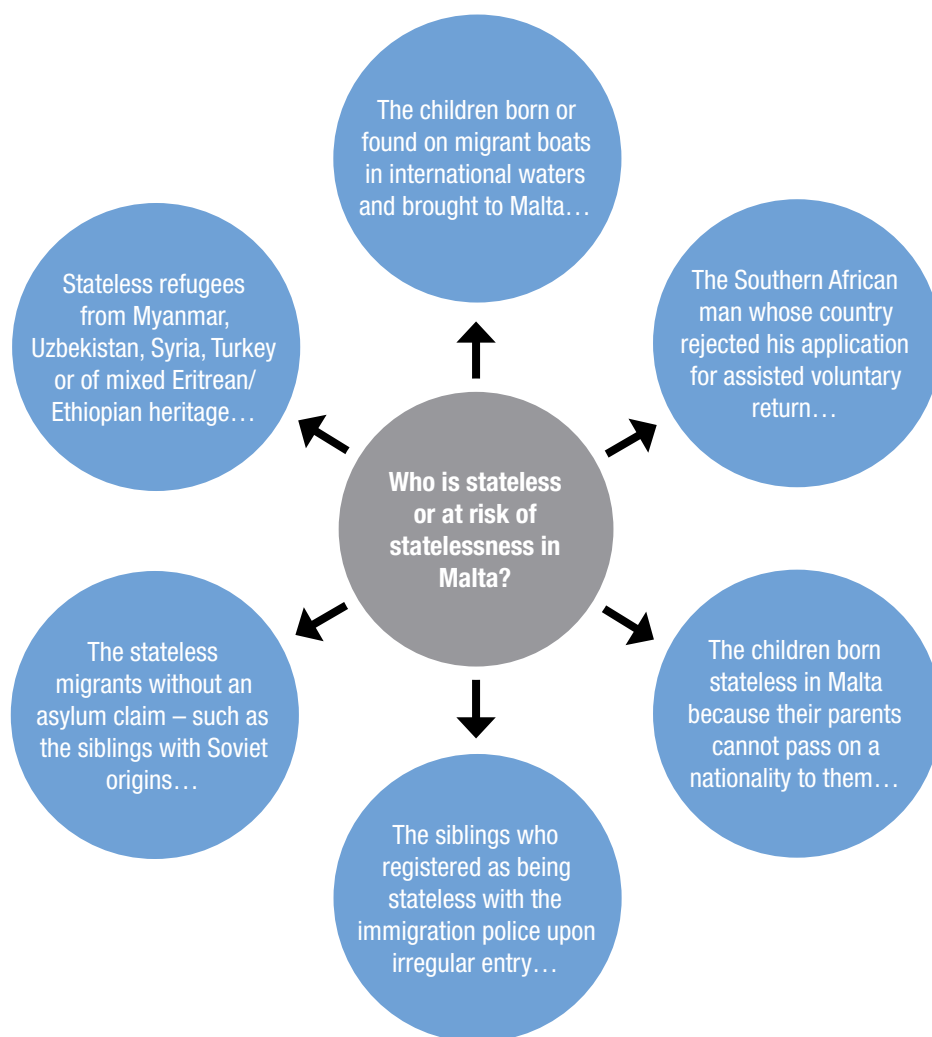 The children born or
found on migrant boats
in international waters
and brought to Malta…
Stateless refugees
from Myanmar,
Uzbekistan, Syria, Turkey
or of mixed Eritrean/
Ethiopian heritage…
The Southern African
man whose country
rejected his application
for assisted voluntary
return…
Who is stateless
or at risk of
statelessness in
Malta?
The stateless
migrants without an
asylum claim – such as
the siblings with Soviet
origins…
The children born
stateless in Malta
because their parents
cannot pass on a
nationality to them…
The siblings who
registered as being
stateless with the
immigration police upon
irregular entry…